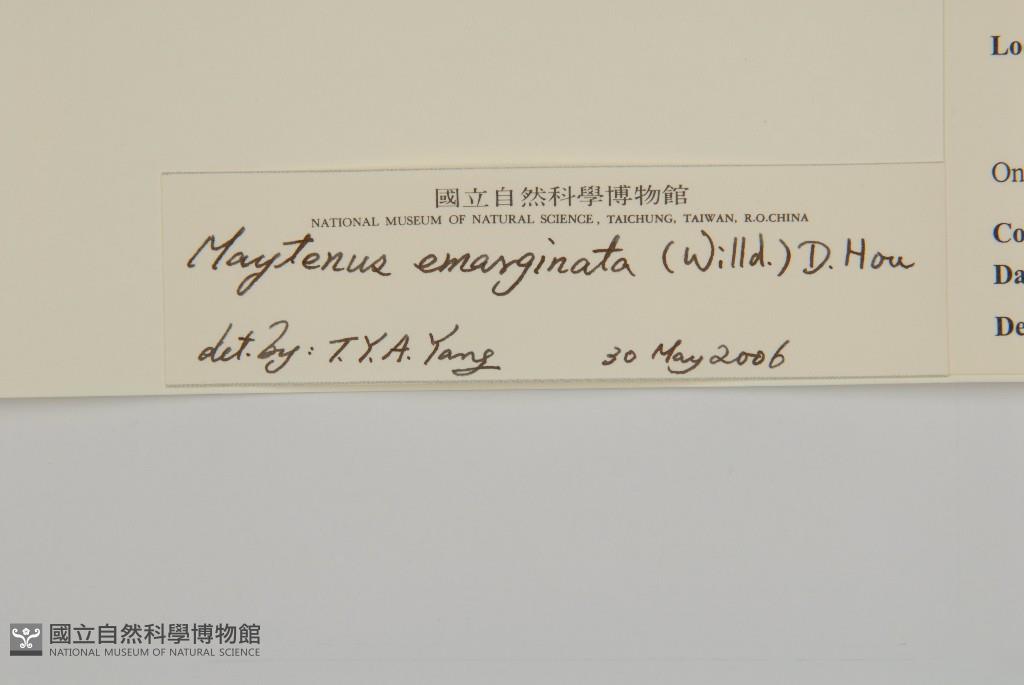 國立自然科學博物館
NATIONAL MUSEUM OF NATURAL SCIENCE, TAICHUNG, TAIWAN, R.O.CHINA
Maytenus emarginata (Willd.) D. Hou
det. by: T.Y.A. Yang 30 May 2006
Lo
On
Co
Da
De
國立自然科學博物館
NATIONAL MUSEUM OF NATURAL SCIENCE